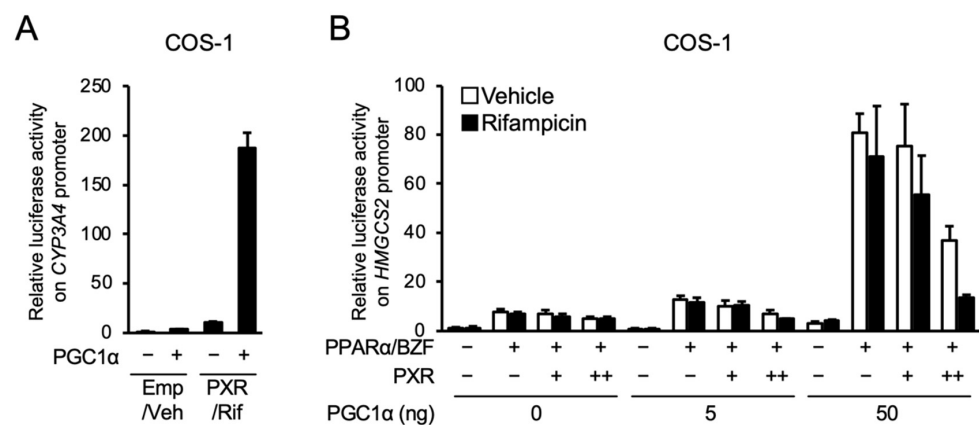 A
COS-1
Relative luciferase activity
on CYP3A4 promoter
250
200
150
100
50
0
PGC1α − + − +
Emp
/Veh
PXR
/Rif
B
COS-1
Relative luciferase activity
on HMGCS2 promoter
100
80
60
40
20
0
Vehicle
Rifampicin
PPARα/BZF − + + + − + + + − + + +
PXR − − + ++ − − + ++ − − + ++
PGC1α (ng) 0 5 50